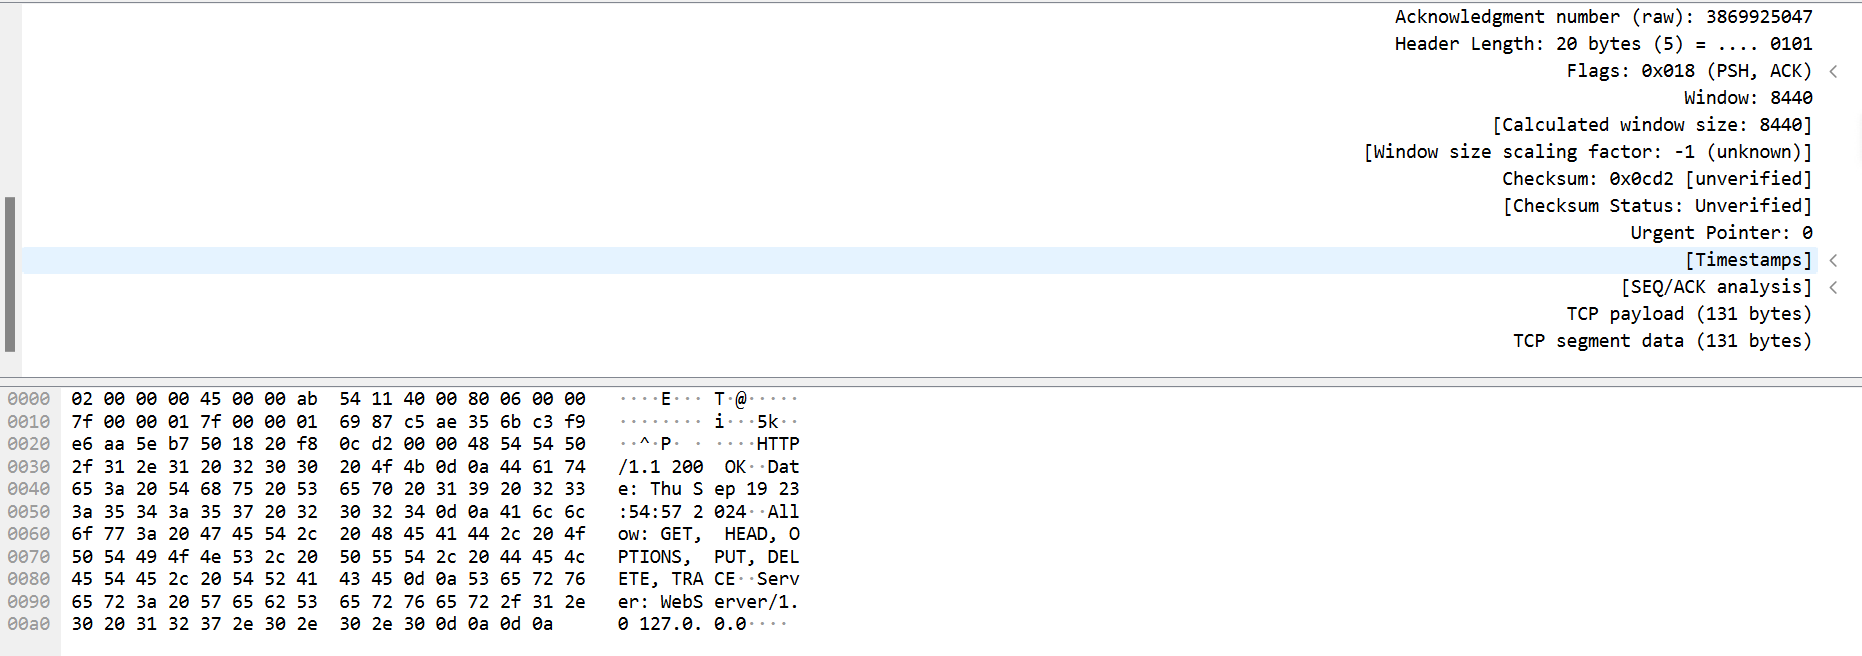 Acknowledgment number (raw): 3869925047
Header Length: 20 bytes (5) = .... 0101
Flags: 0x018 (PSH, ACK)
Window: 8440
[Calculated window size: 8440]
[Window size scaling factor: -1 (unknown)]
Checksum: 0x0cd2 [unverified]
[Checksum Status: Unverified]
Urgent Pointer: 0
[Timestamps]
[SEQ/ACK analysis]
TCP payload (131 bytes)
TCP segment data (131 bytes)
0000 02 00 00 00 45 00 00 ab 54 11 40 00 80 06 00 00 ····E··· T·@·····
0010 7f 00 00 01 7f 00 00 01 69 87 c5 ae 35 6b c3 f9 ········ i···5k··
0020 e6 aa 5e b7 50 18 20 f8 0c d2 00 00 48 54 54 50 ··^·P· · ····HTTP
0030 2f 31 2e 31 20 32 30 30 20 4f 4b 0d 0a 44 61 74 /1.1 200 OK··Dat
0040 65 3a 20 54 68 75 20 53 65 70 20 31 39 20 32 33 e: Thu S ep 19 23
0050 3a 35 34 3a 35 37 20 32 30 32 34 0d 0a 41 6c 6c :54:57 2 024··All
0060 6f 77 3a 20 47 45 54 2c 20 48 45 41 44 2c 20 4f ow: GET, HEAD, O
0070 50 54 49 4f 4e 53 2c 20 50 55 54 2c 20 44 45 4c PTIONS, PUT, DEL
0080 45 54 45 2c 20 54 52 41 43 45 0d 0a 53 65 72 76 ETE, TRA CE··Serv
0090 65 72 3a 20 57 65 62 53 65 72 76 65 72 2f 31 2e er: WebS erver/1.
00a0 30 20 31 32 37 2e 30 2e 30 2e 30 0d 0a 0d 0a 0 127.0. 0.0····